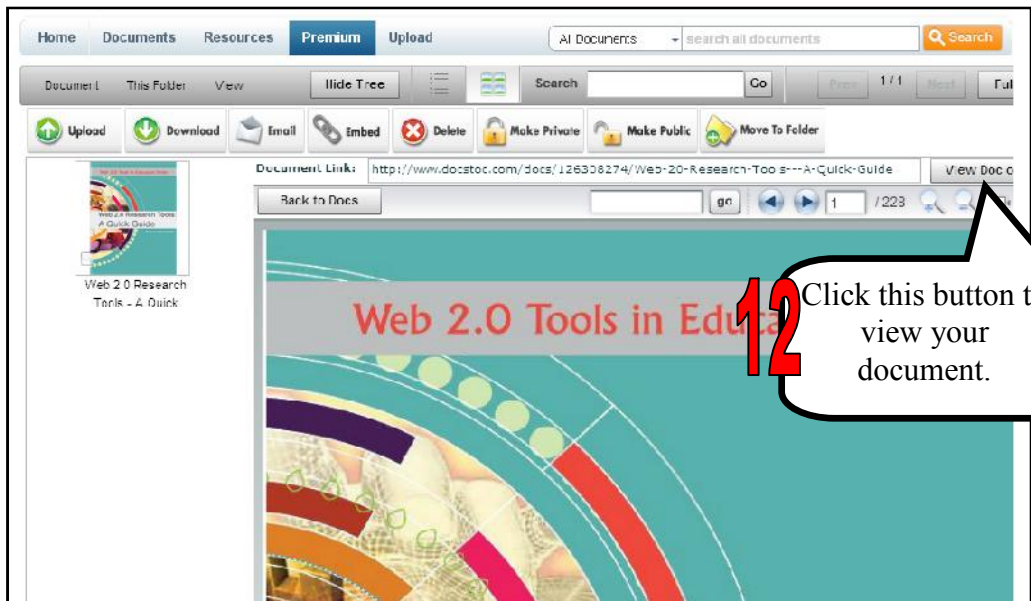 Home Documents Resources Premium Upload All Documents search all documents Search
Document This Folder View Hide Tree Search Go Prev 1 / 1 Next Ful
Upload Download Email Embed Delete Make Private Make Public Move To Folder
Document Link: http://www.docstoc.com/docs/126308274/Web-20-Research-Tools---A-Quick-Guide View Doc o
Back to Docs go 1 / 223
Web 2.0 Research Tools
A Quick Guide
Web 2 0 Research
Tools - A Quick
Web 2.0 Tools in Educa
12
Click this button t
view your
document.